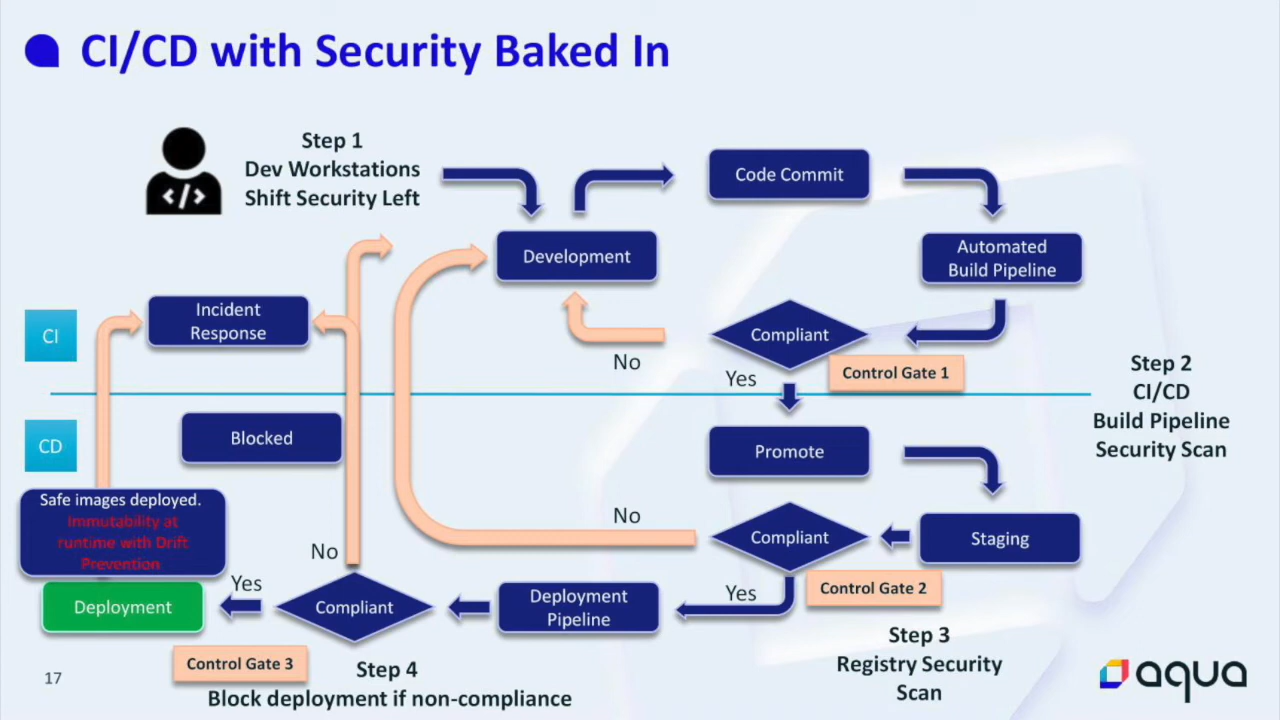 CI/CD with Security Baked In
Step 1
Dev Workstations
Shift Security Left
</>
Code Commit
Development
Automated
Build Pipeline
Incident
Response
CI
Compliant
No
Control Gate 1
Yes
Step 2
CI/CD
Build Pipeline
Security Scan
CD
Blocked
Promote
Safe images deployed.
Immutability at
runtime with Drift
Prevention
No
Compliant
Staging
No
Yes
Deployment
Compliant
Deployment
Pipeline
Yes
Control Gate 2
Control Gate 3
Step 3
Registry Security
Scan
Step 4
Block deployment if non-compliance
17
aqua